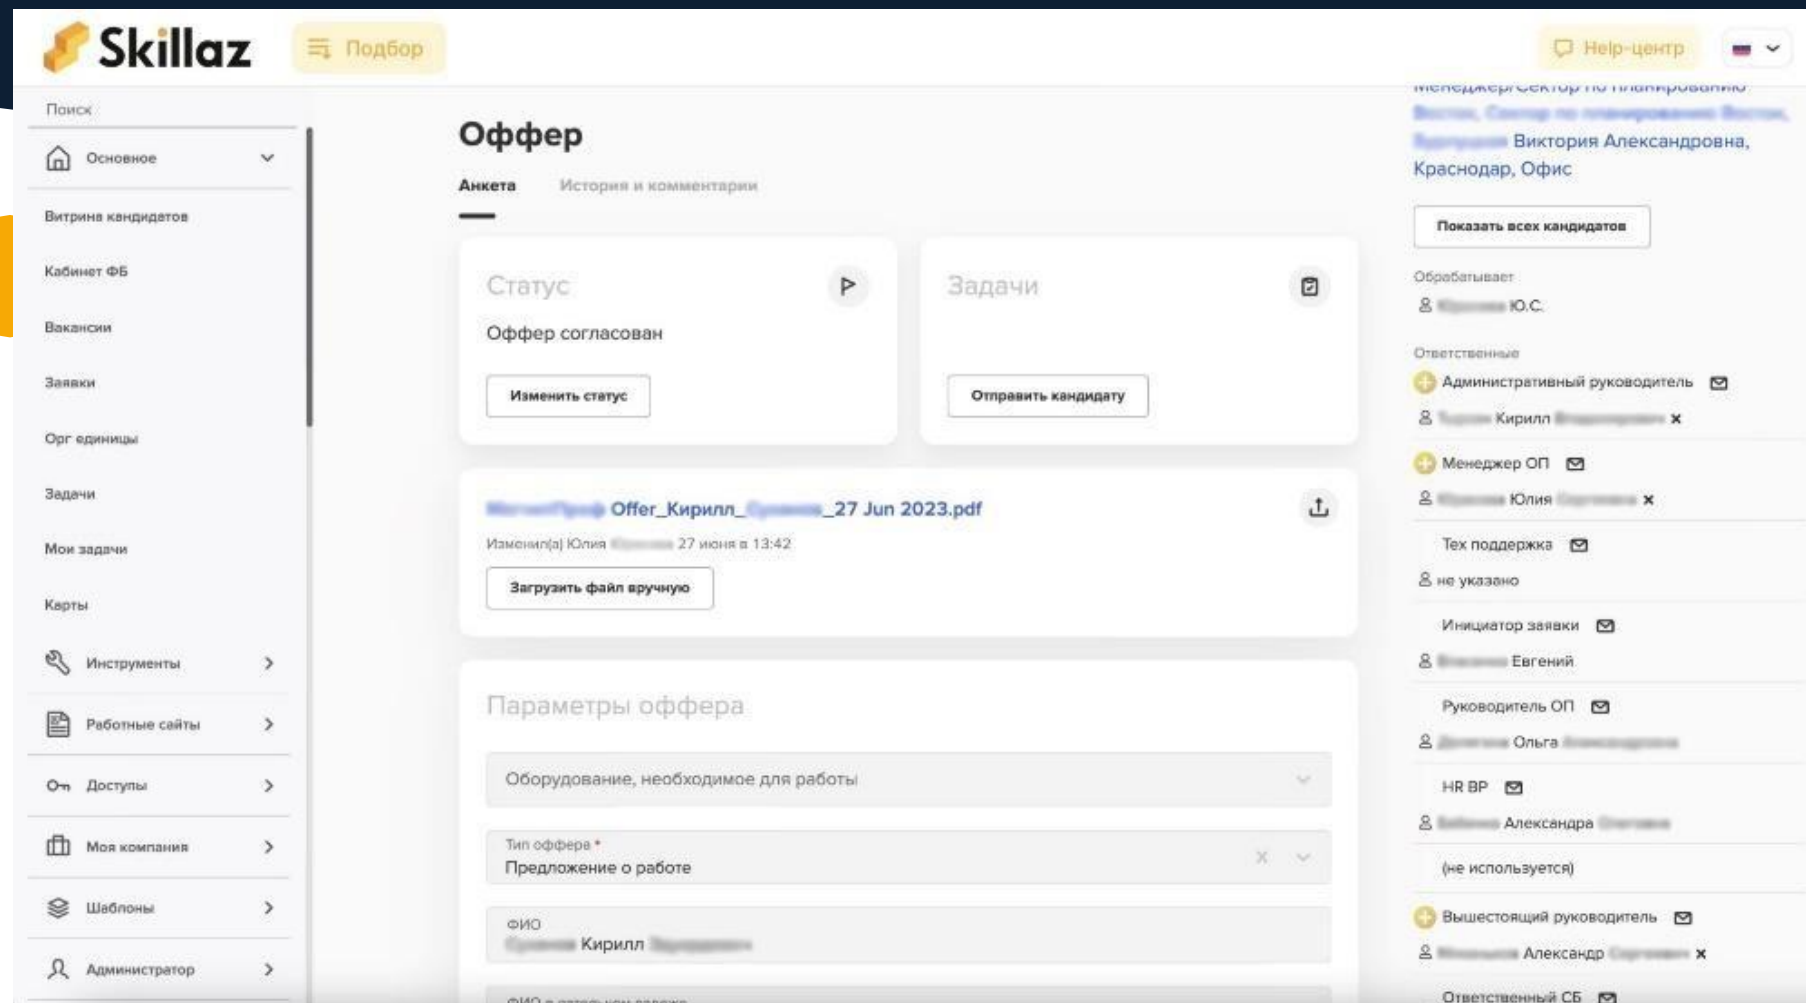 Skillaz
Подбор
Help-центр
Поиск
Основное
Витрина кандидатов
Кабинет ФБ
Вакансии
Заявки
Орг единицы
Задачи
Мои задачи
Карты
Инструменты
Работные сайты
Доступы
Моя компания
Шаблоны
Администратор
Оффер
Анкета История и комментарии
Статус
Оффер согласован
Изменить статус
Задачи
Отправить кандидату
Offer_Кирилл_ _27 Jun 2023.pdf
Изменил(а) Юлия 27 июня в 13:42
Загрузить файл вручную
Параметры оффера
Оборудование, необходимое для работы
Тип оффера *
Предложение о работе
ФИО
Кирилл
Менеджер/Сектор по планированию
Виктория Александровна,
Краснодар, Офис
Показать всех кандидатов
Обрабатывает
Ю.С.
Ответственные
Административный руководитель
Кирилл
Менеджер ОП
Юлия
Тех поддержка
не указано
Инициатор заявки
Евгений
Руководитель ОП
Ольга
HR BP
Александра
(не используется)
Вышестоящий руководитель
Александр
Ответственный СБ